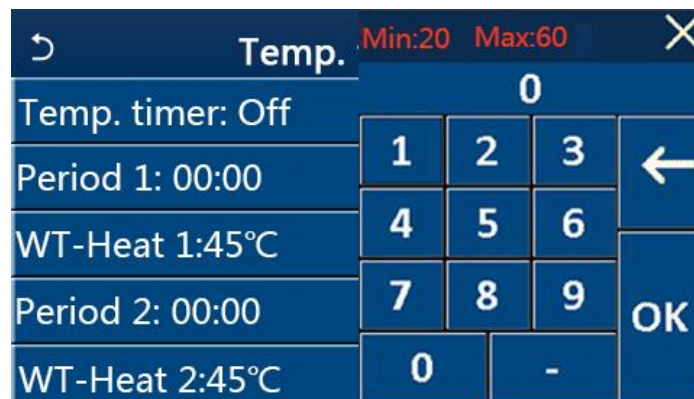 Temp.
Temp. timer: Off
Period 1: 00:00
WT-Heat 1:45℃
Period 2: 00:00
WT-Heat 2:45℃
Min:20 Max:60
0
1 2 3
4 5 6
7 8 9
OK
0 -